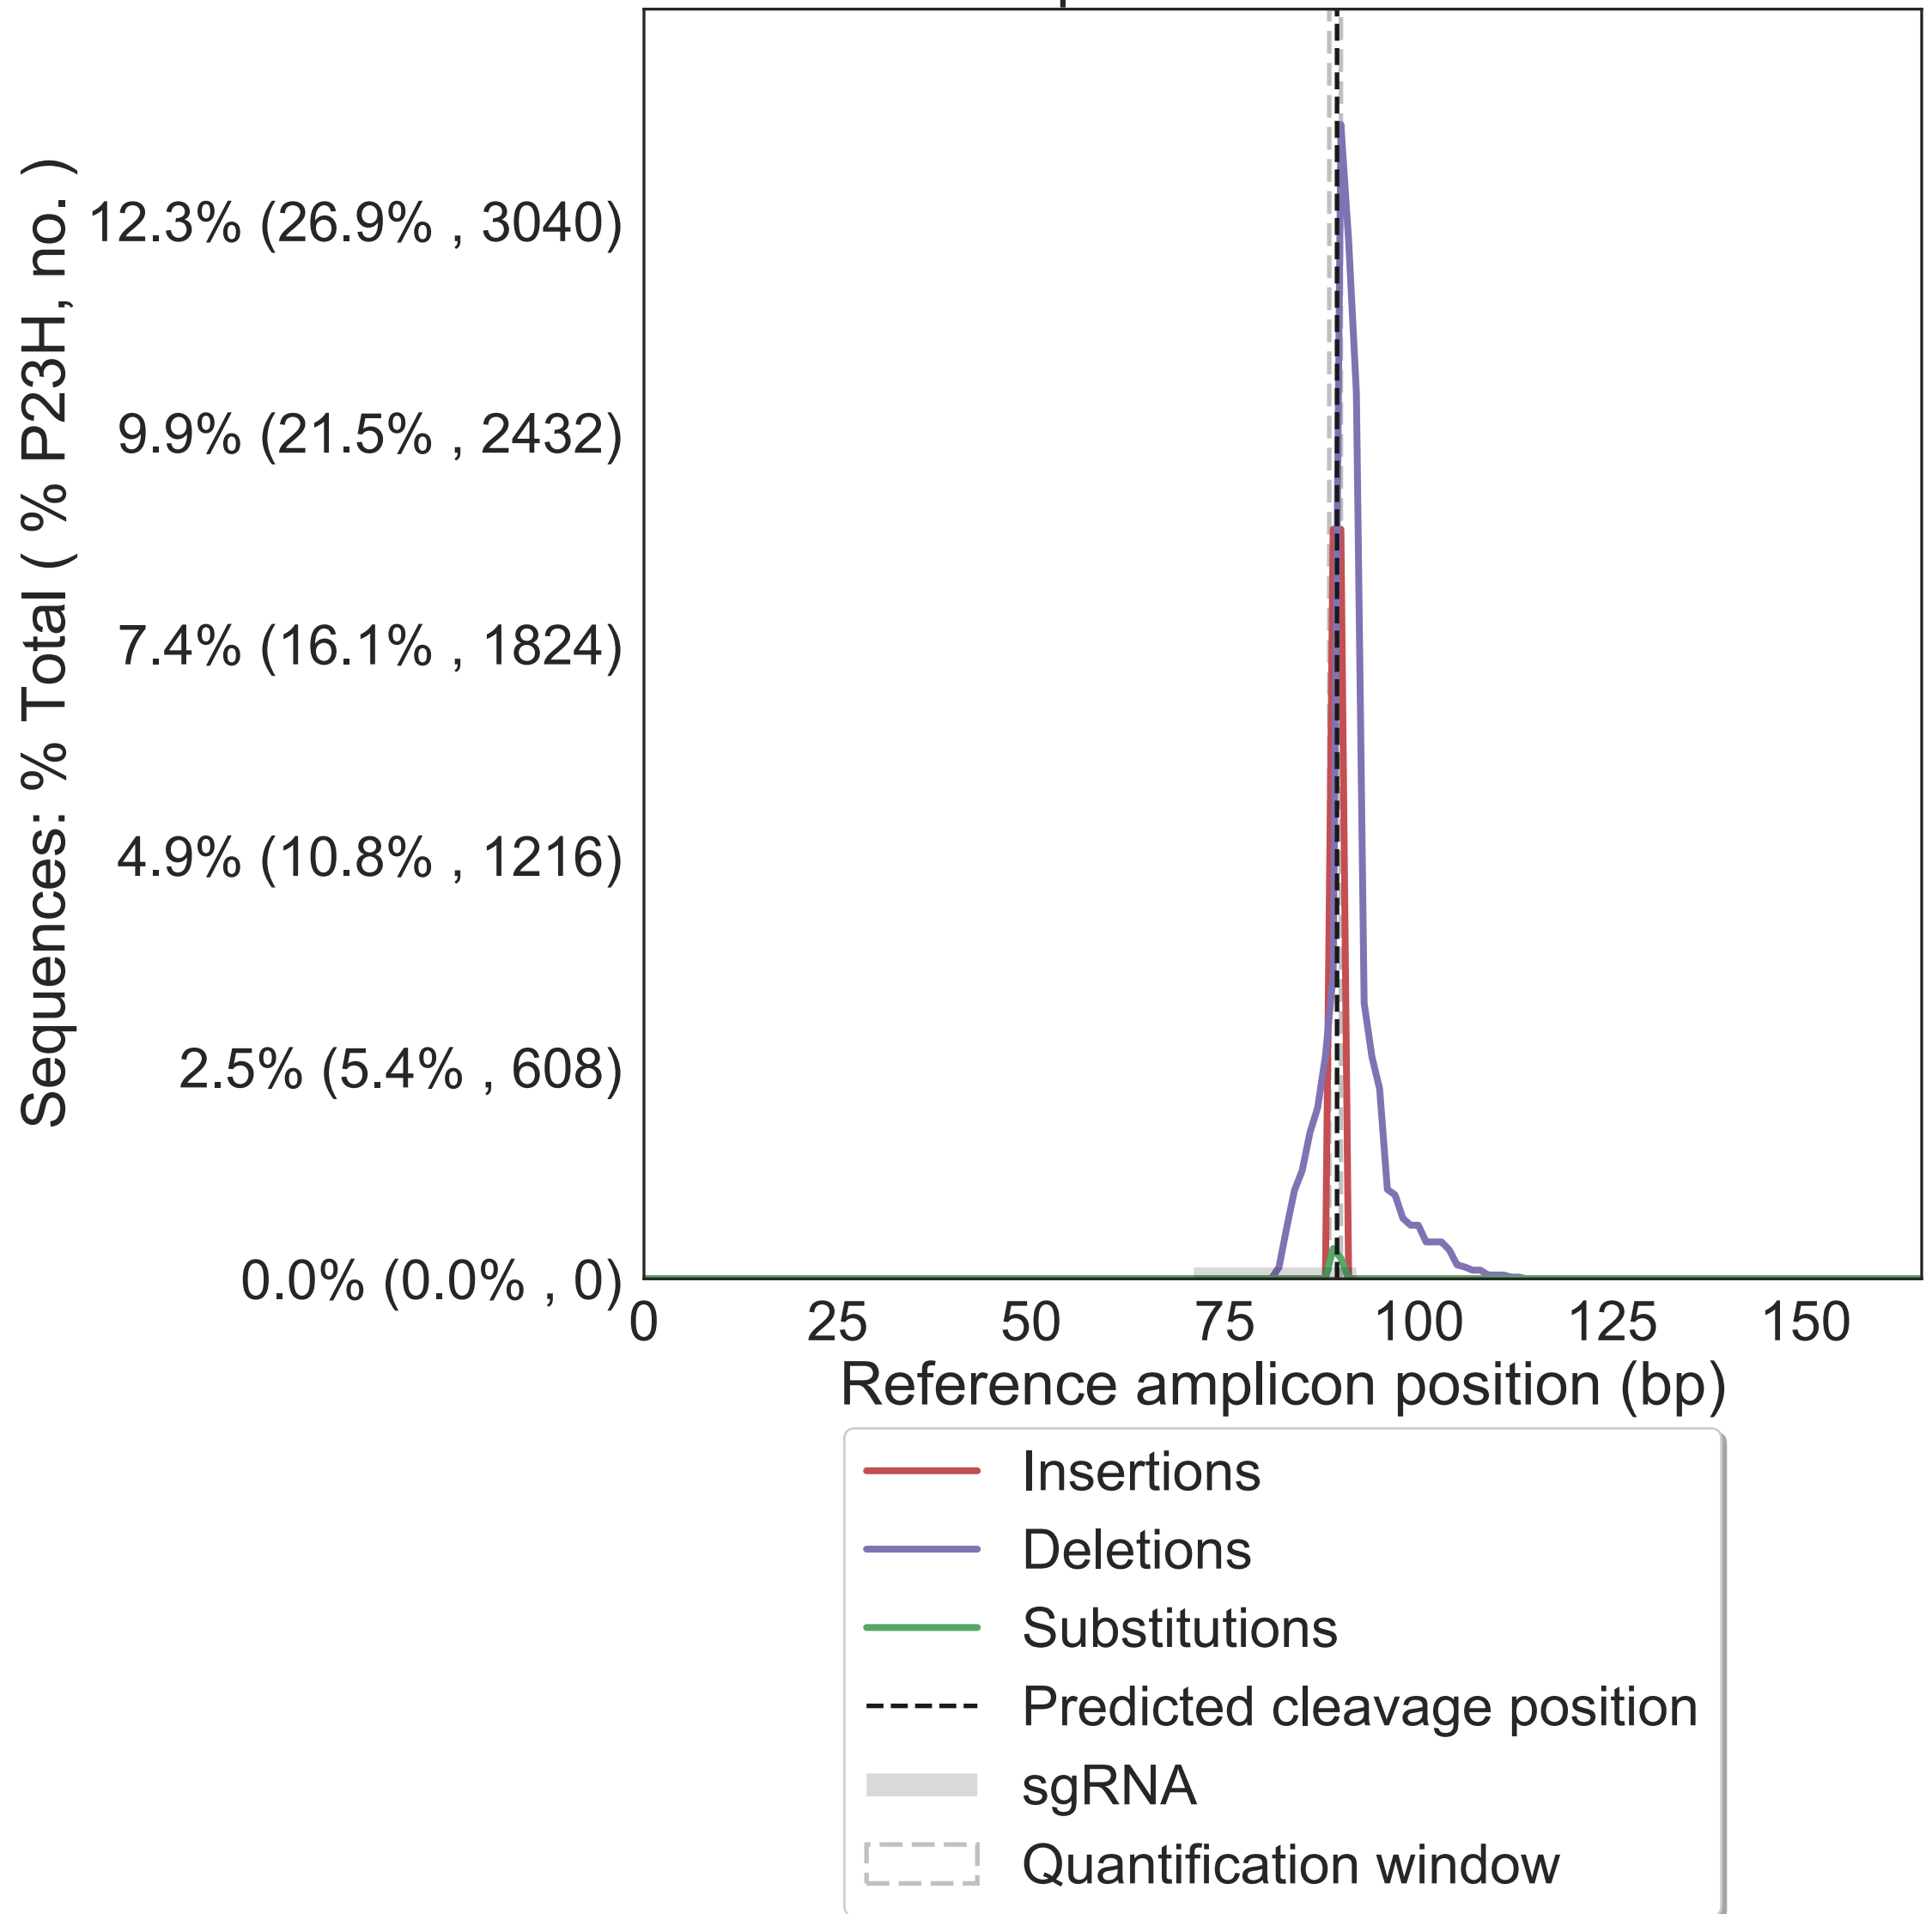 Sequences: % Total ( % P23H, no. )
12.3% (26.9% , 3040)
9.9% (21.5% , 2432)
7.4% (16.1% , 1824)
4.9% (10.8% , 1216)
2.5% (5.4% , 608)
0.0% (0.0% , 0)
0 25 50 75 100 125 150
Reference amplicon position (bp)
Insertions
Deletions
Substitutions
Predicted cleavage position
sgRNA
Quantification window